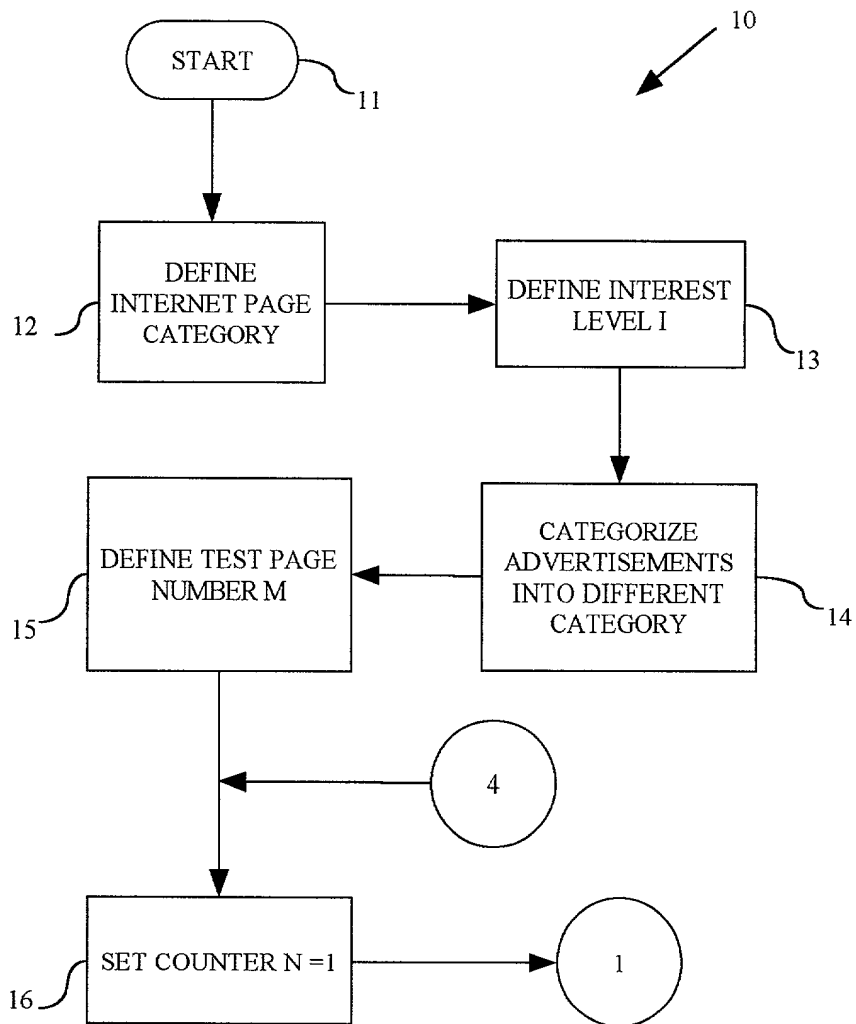 10
START
11
DEFINE
INTERNET PAGE
CATEGORY
12
DEFINE INTEREST
LEVEL I
13
CATEGORIZE
ADVERTISEMENTS
INTO DIFFERENT
CATEGORY
14
DEFINE TEST PAGE
NUMBER M
15
4
SET COUNTER N =1
16
1